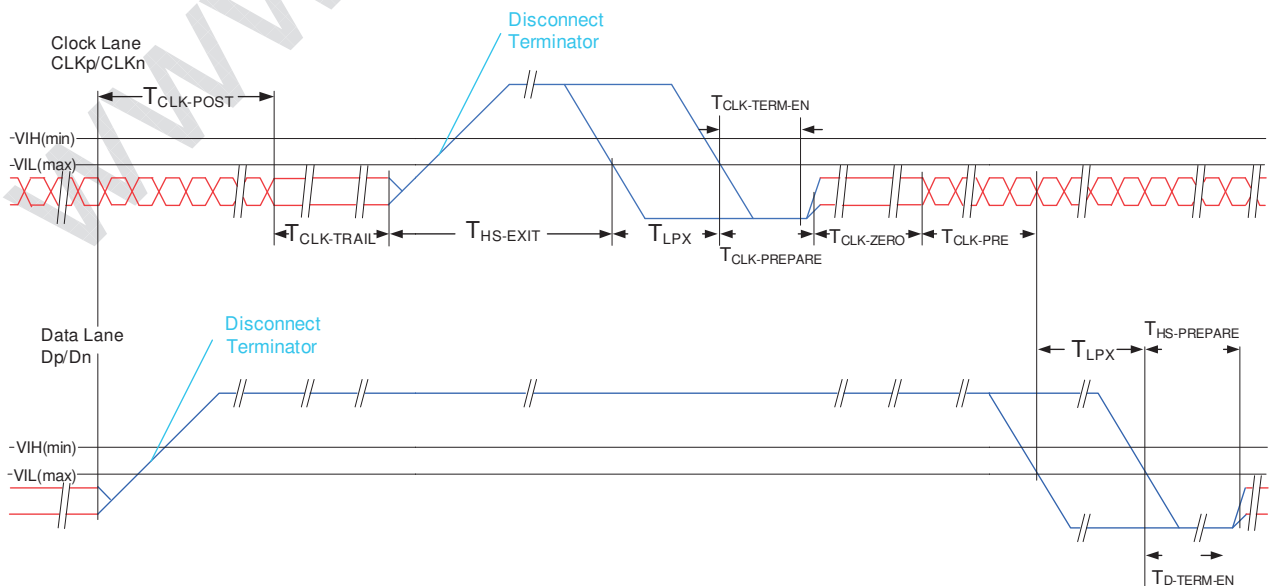 Disconnect
Terminator
Clock Lane
CLKp/CLKn
TCLK-POST
TCLK-TERM-EN
VIH(min)
VIL(max)
TCLK-TRAIL
THS-EXIT
TLPX
TCLK-PREPARE
TCLK-ZERO
TCLK-PRE
Data Lane
Dp/Dn
Disconnect
Terminator
TLPX
THS-PREPARE
VIH(min)
VIL(max)
TD-TERM-EN